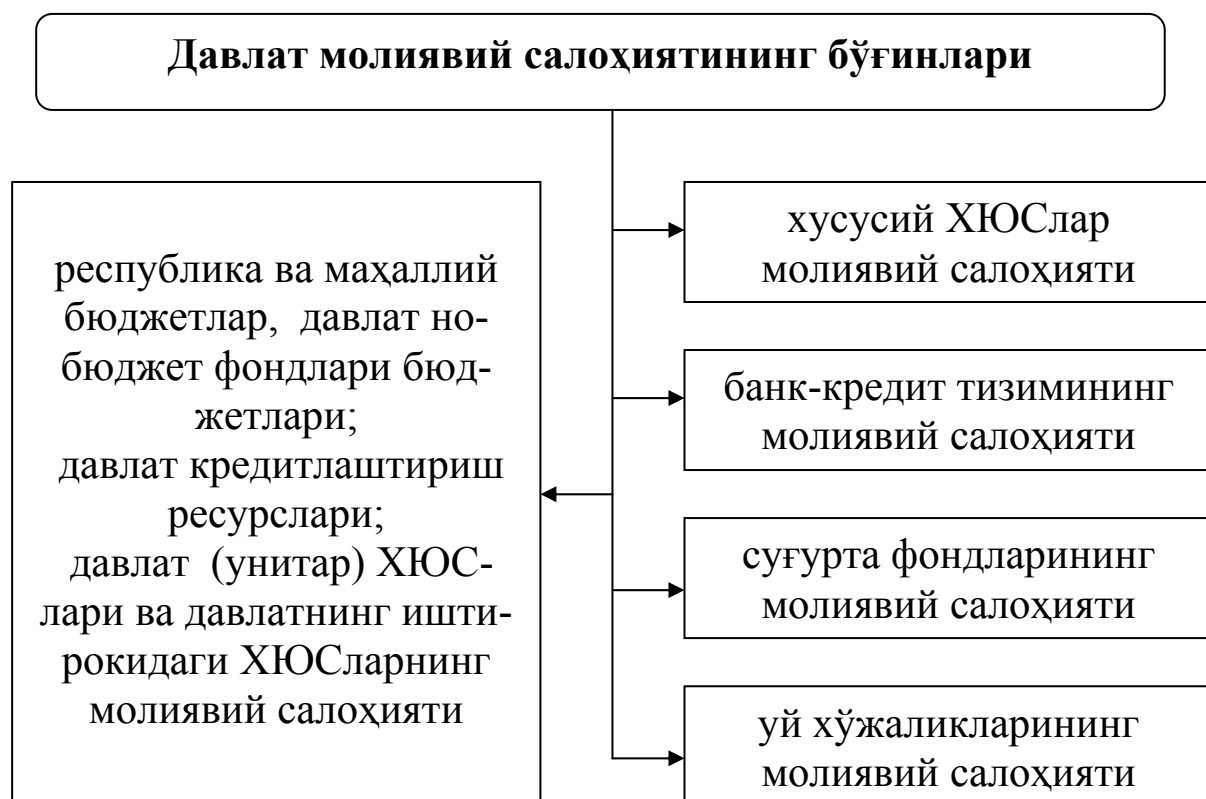 Давлат молиявий салоҳиятининг бўғинлари
республика ва маҳаллий
бюджетлар, давлат но-
бюджет фондлари бюд-
жетлари;
давлат кредитлаштириш
ресурслари;
давлат (унитар) ХЮС-
лари ва давлатнинг ишти-
рокидаги ХЮСларнинг
молиявий салоҳияти
хусусий ХЮСлар
молиявий салоҳияти
банк-кредит тизимининг
молиявий салоҳияти
суғурта фондларининг
молиявий салоҳияти
уй хўжаликларининг
молиявий салоҳияти